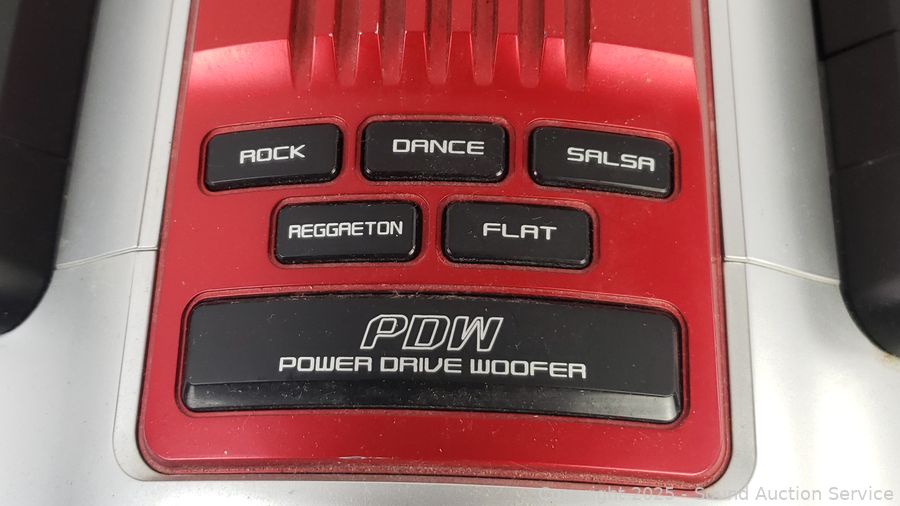 ROCK
DANCE
SALSA
REGGAETON
FLAT
PDW
POWER DRIVE WOOFER
Copyright 2025 - Sound Auction Service